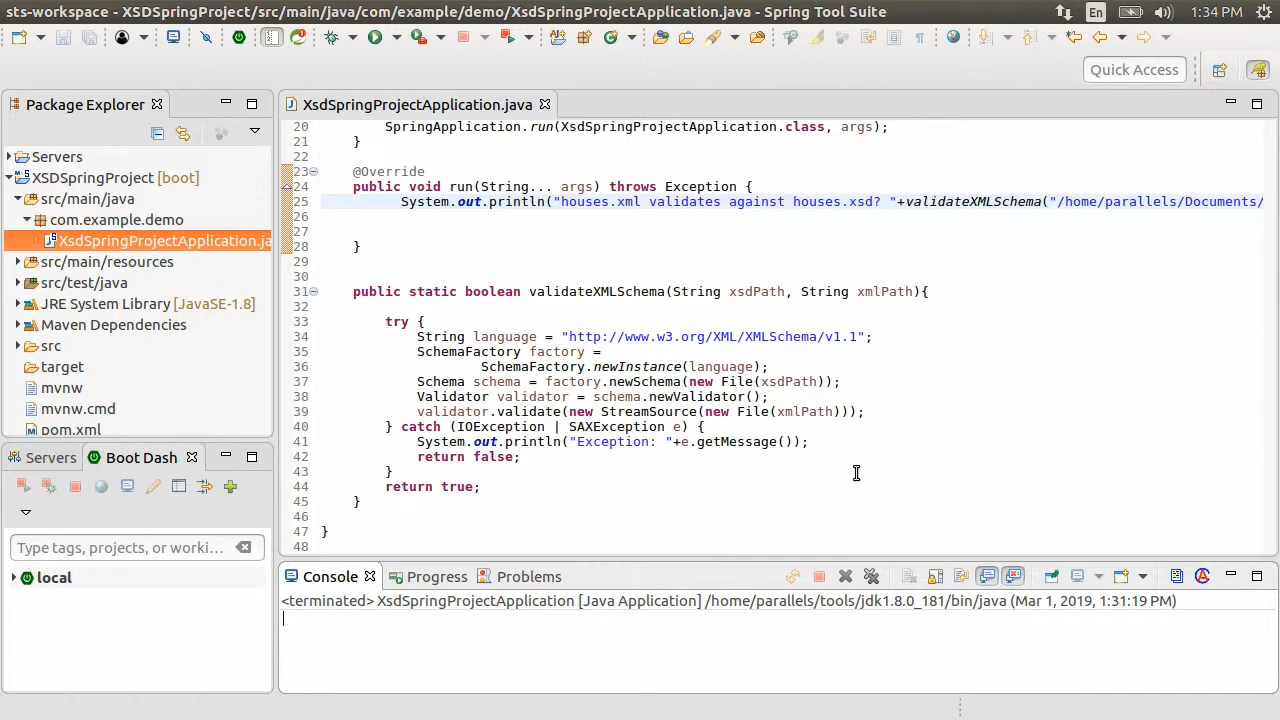 sts-workspace - XSDSpringProject/src/main/java/com/example/demo/XsdSpringProjectApplication.java - Spring Tool Suite
En
1:34 PM
Quick Access
Package Explorer
Servers
XSDSpringProject [boot]
src/main/java
com.example.demo
XsdSpringProjectApplication.ja
src/main/resources
src/test/java
JRE System Library [JavaSE-1.8]
Maven Dependencies
src
target
mvnw
mvnw.cmd
pom.xml
Servers
Boot Dash
Type tags, projects, or worki...
local
XsdSpringProjectApplication.java
20 SpringApplication.run(XsdSpringProjectApplication.class, args);
21 }
22
23 @Override
24 public void run(String... args) throws Exception {
25 System.out.println("houses.xml validates against houses.xsd? "+validateXMLSchema("/home/parallels/Documents/
26
27
28 }
29
30
31 public static boolean validateXMLSchema(String xsdPath, String xmlPath){
32
33 try {
34 String language = "http://www.w3.org/XML/XMLSchema/v1.1";
35 SchemaFactory factory =
36 SchemaFactory.newInstance(language);
37 Schema schema = factory.newSchema(new File(xsdPath));
38 Validator validator = schema.newValidator();
39 validator.validate(new StreamSource(new File(xmlPath)));
40 } catch (IOException | SAXException e) {
41 System.out.println("Exception: "+e.getMessage());
42 return false;
43 }
44 return true;
45 }
46
47 }
48
Console
Progress
Problems
<terminated> XsdSpringProjectApplication [Java Application] /home/parallels/tools/jdk1.8.0_181/bin/java (Mar 1, 2019, 1:31:19 PM)